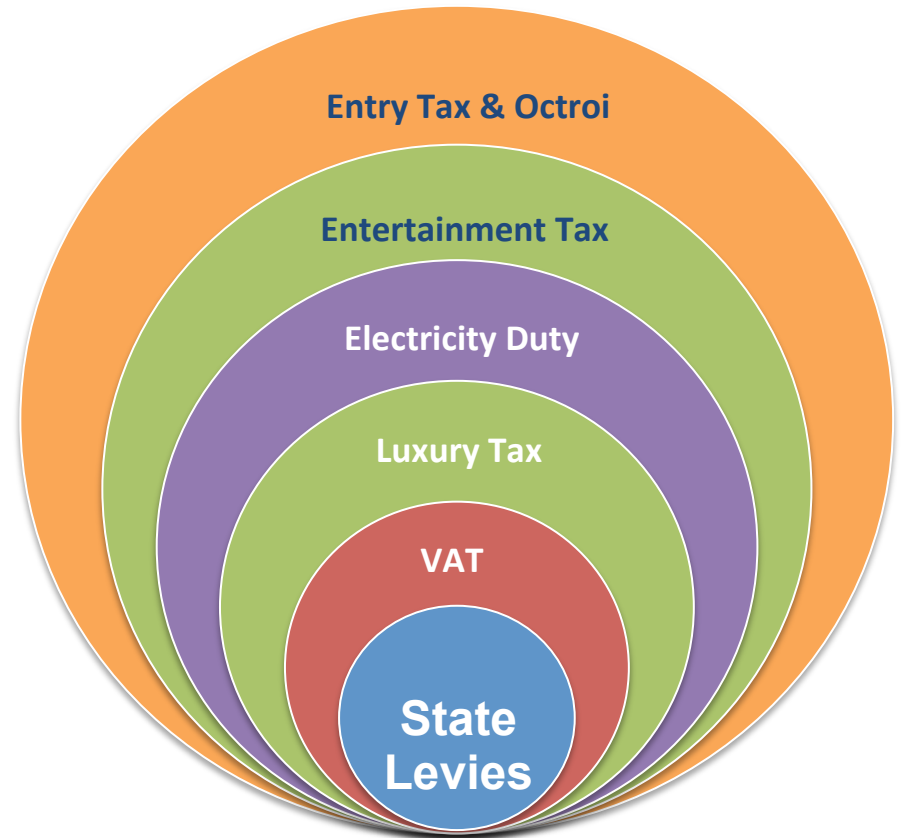 Entry Tax & Octroi
Entertainment Tax
Electricity Duty
Luxury Tax
VAT
State
Levies